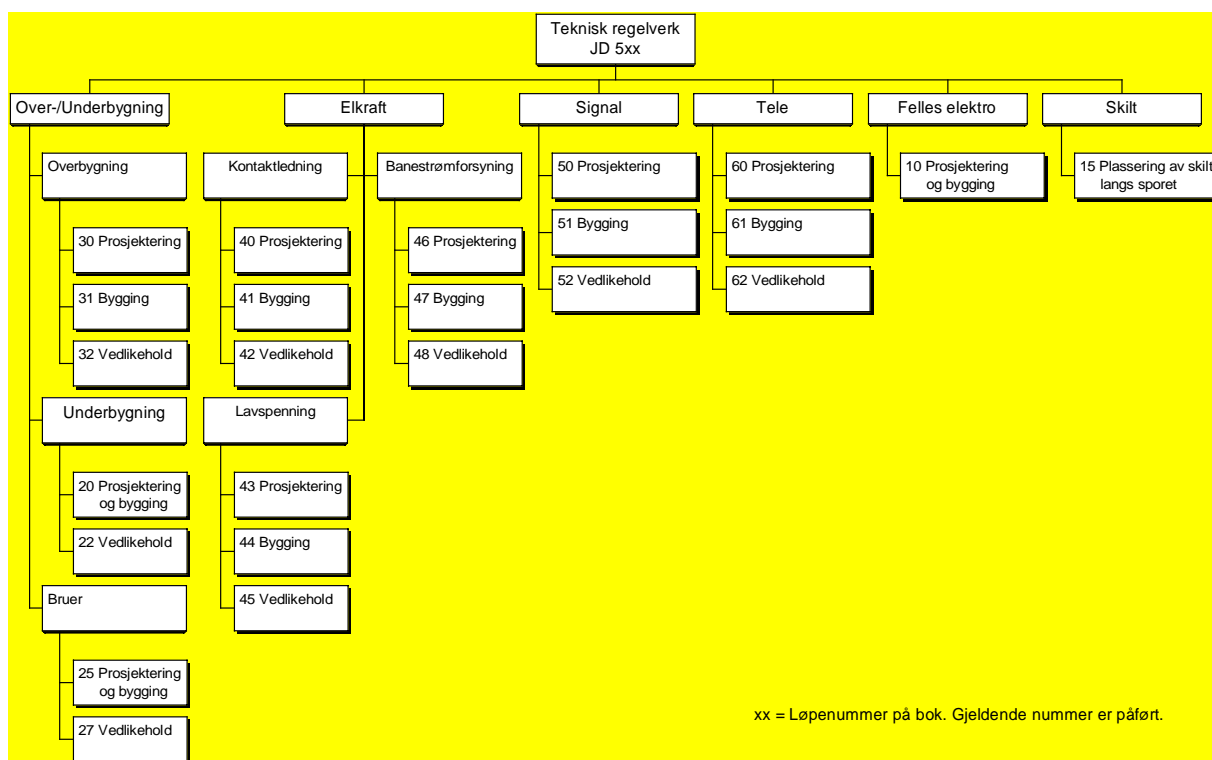 Teknisk regelverk
JD 5xx
Over-/Underbygning
Elkraft
Signal
Tele
Felles elektro
Skilt
Overbygning
Kontaktledning
Banestrømforsyning
50 Prosjektering
60 Prosjektering
10 Prosjektering
og bygging
15 Plassering av skilt
langs sporet
30 Prosjektering
40 Prosjektering
46 Prosjektering
51 Bygging
61 Bygging
31 Bygging
41 Bygging
47 Bygging
52 Vedlikehold
62 Vedlikehold
32 Vedlikehold
42 Vedlikehold
48 Vedlikehold
Underbygning
Lavspenning
20 Prosjektering
og bygging
43 Prosjektering
22 Vedlikehold
44 Bygging
Bruer
45 Vedlikehold
25 Prosjektering
og bygging
27 Vedlikehold
xx = Løpenummer på bok. Gjeldende nummer er påført.